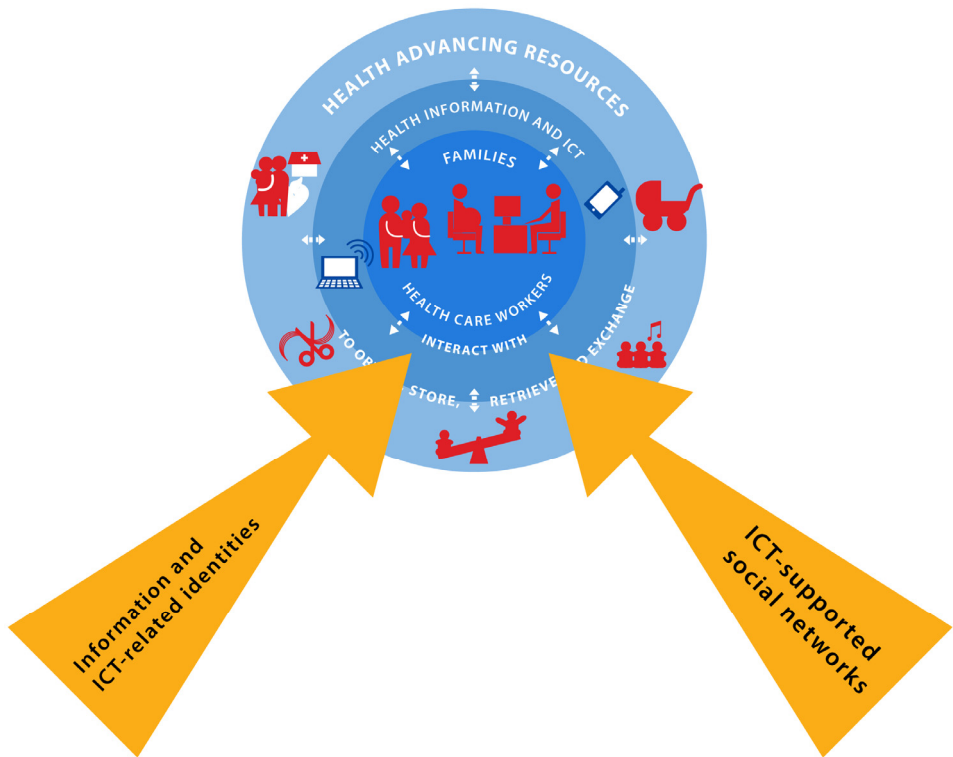 HEALTH ADVANCING RESOURCES
HEALTH INFORMATION AND ICT
FAMILIES
HEALTH CARE WORKERS
INTERACT WITH
TO STORE, RETRIEVE EXCHANGE
Information and
ICT-related identities
ICT-supported
social networks